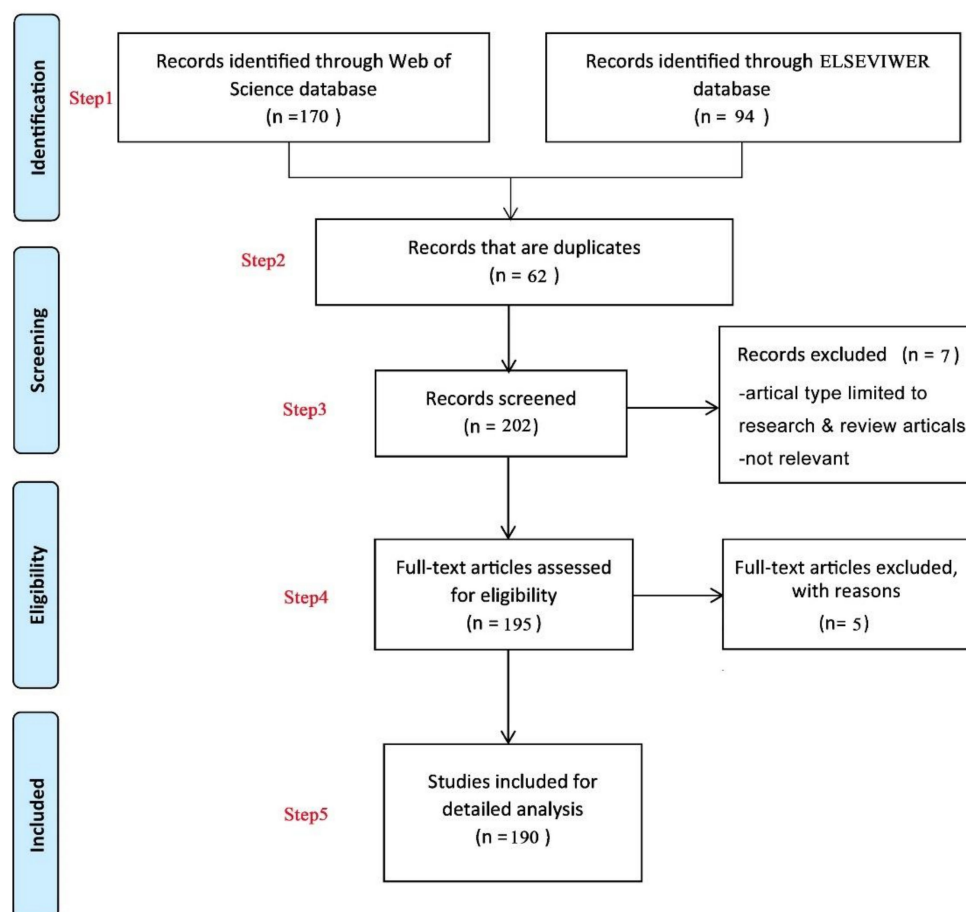 Identification
Step1
Records identified through Web of
Science database
(n =170 )
Records identified through ELSEVIWER
database
(n = 94 )
Screening
Step2
Records that are duplicates
(n = 62 )
Step3
Records screened
(n = 202)
Records excluded (n = 7)
-artical type limited to
research & review articals
-not relevant
Eligibility
Step4
Full-text articles assessed
for eligibility
(n = 195)
Full-text articles excluded,
with reasons
(n= 5)
Included
Step5
Studies included for
detailed analysis
(n =190 )